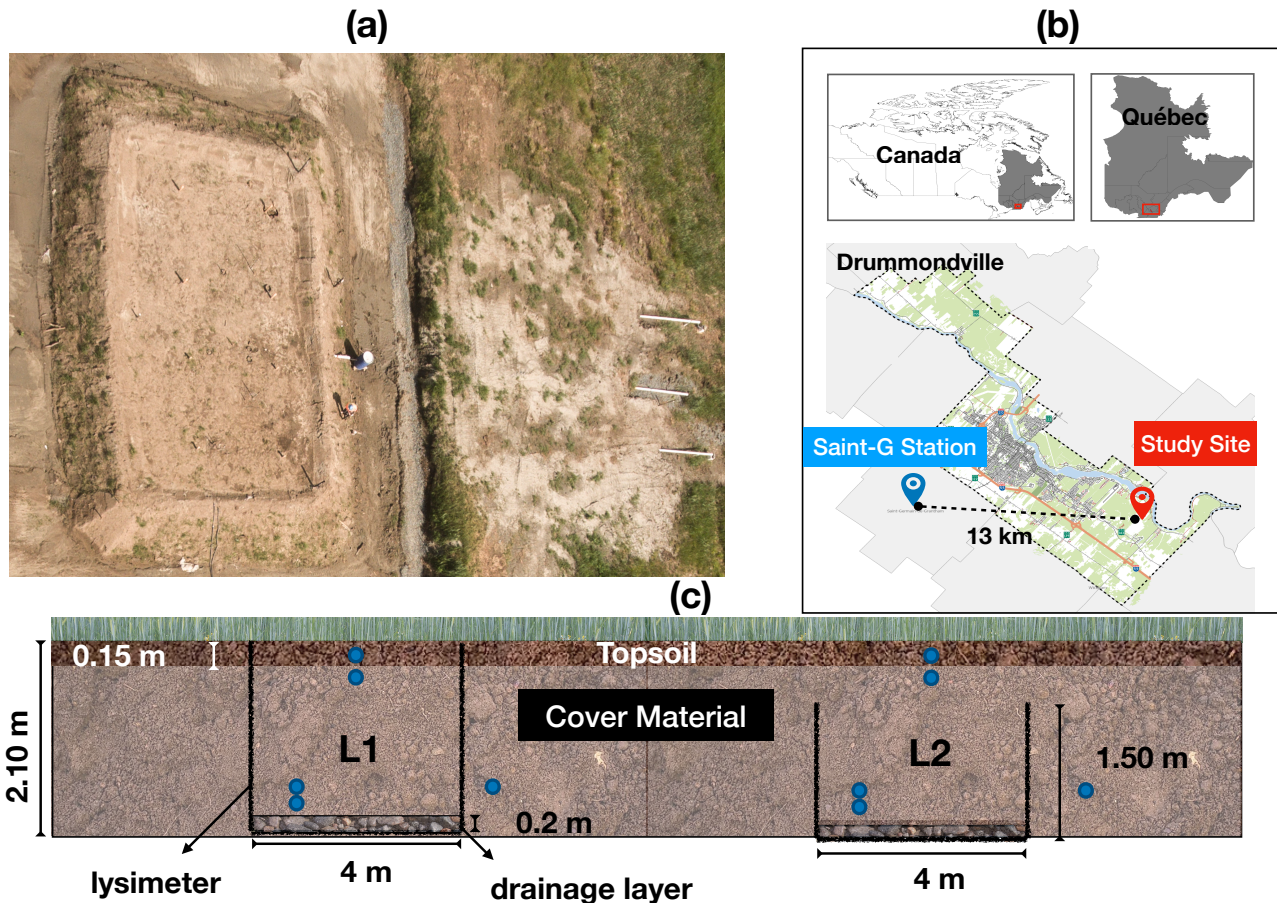 (a)
(b)
Canada
Québec
Drummondville
Saint-G Station
Study Site
13 km
(c)
0.15 m
Topsoil
Cover Material
2.10 m
L1
L2
1.50 m
0.2 m
4 m
4 m
lysimeter
drainage layer